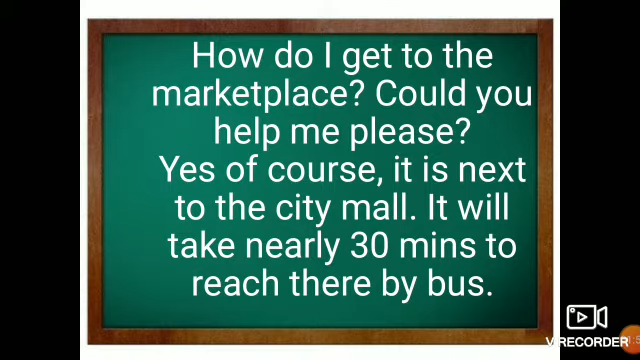 How do I get to the
marketplace? Could you
help me please?
Yes of course, it is next
to the city mall. It will
take nearly 30 mins to
reach there by bus.
V RECORDER